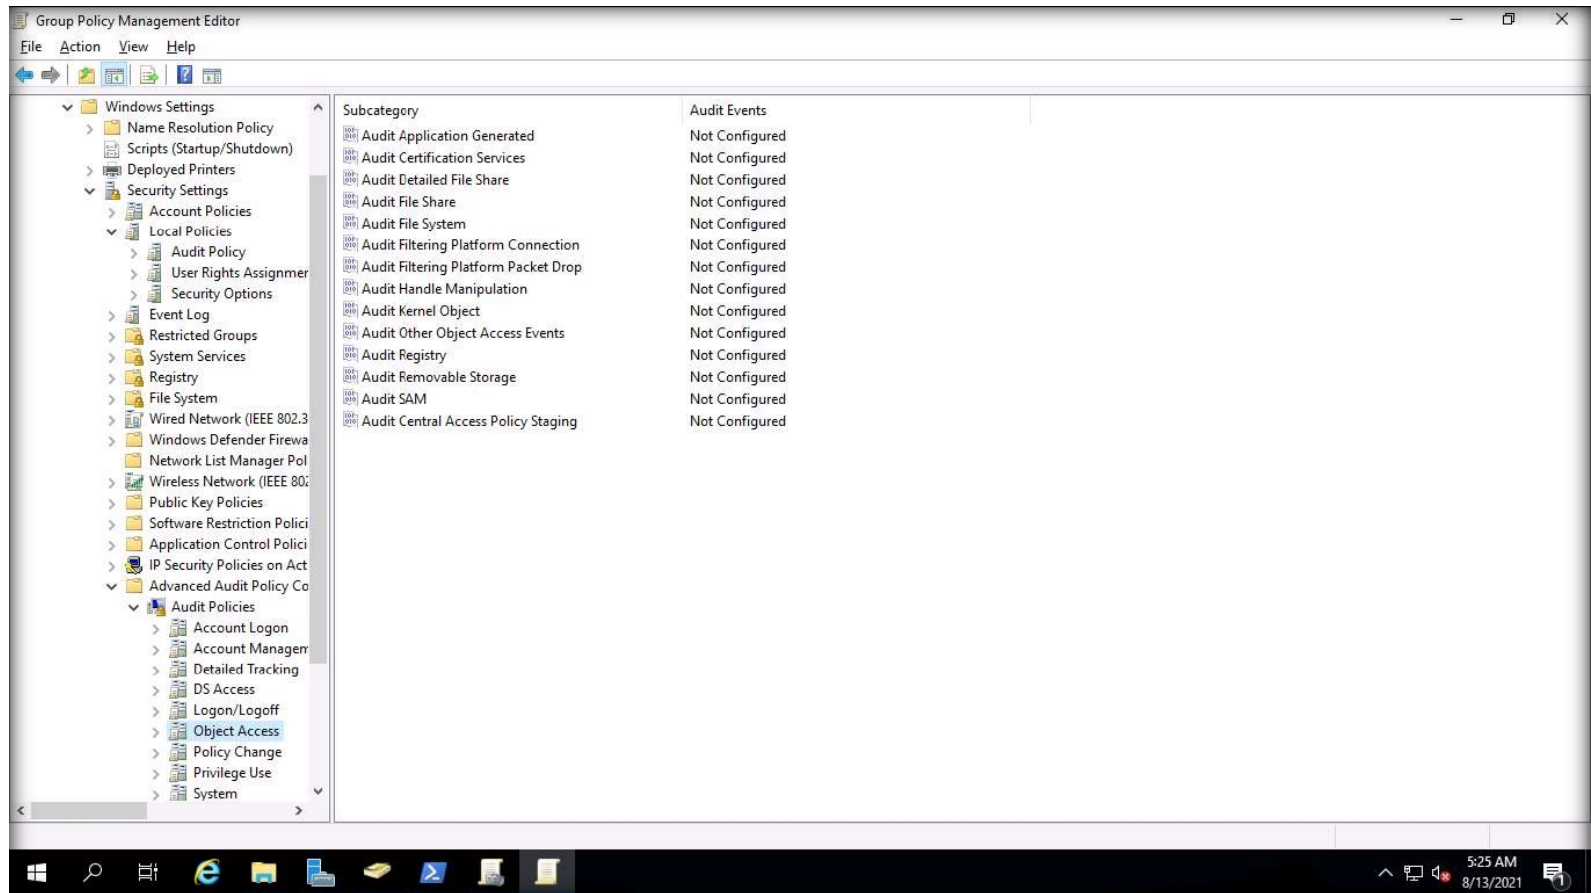 Group Policy Management Editor
File Action View Help
Windows Settings
Name Resolution Policy
Scripts (Startup/Shutdown)
Deployed Printers
Security Settings
Account Policies
Local Policies
Audit Policy
User Rights Assignmer
Security Options
Event Log
Restricted Groups
System Services
Registry
File System
Wired Network (IEEE 802.3
Windows Defender Firewa
Network List Manager Pol
Wireless Network (IEEE 802
Public Key Policies
Software Restriction Polici
Application Control Polici
IP Security Policies on Act
Advanced Audit Policy Co
Audit Policies
Account Logon
Account Managem
Detailed Tracking
DS Access
Logon/Logoff
Object Access
Policy Change
Privilege Use
System
Subcategory Audit Events
Audit Application Generated Not Configured
Audit Certification Services Not Configured
Audit Detailed File Share Not Configured
Audit File Share Not Configured
Audit File System Not Configured
Audit Filtering Platform Connection Not Configured
Audit Filtering Platform Packet Drop Not Configured
Audit Handle Manipulation Not Configured
Audit Kernel Object Not Configured
Audit Other Object Access Events Not Configured
Audit Registry Not Configured
Audit Removable Storage Not Configured
Audit SAM Not Configured
Audit Central Access Policy Staging Not Configured
5:25 AM
8/13/2021
1